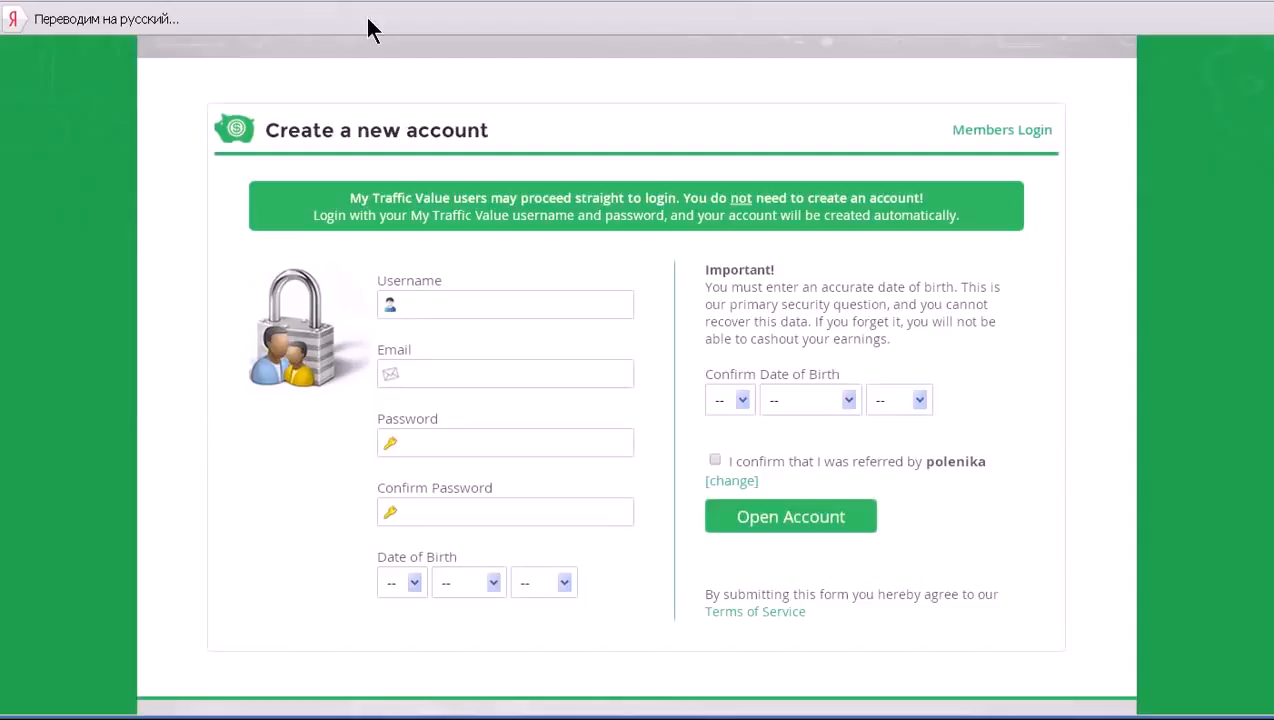 Я Переводим на русский...
Create a new account
Members Login
My Traffic Value users may proceed straight to login. You do not need to create an account!
Login with your My Traffic Value username and password, and your account will be created automatically.
Username
Email
Password
Confirm Password
Date of Birth
-- -- --
Important!
You must enter an accurate date of birth. This is
our primary security question, and you cannot
recover this data. If you forget it, you will not be
able to cashout your earnings.
Confirm Date of Birth
-- -- --
I confirm that I was referred by polenika
[change]
Open Account
By submitting this form you hereby agree to our
Terms of Service